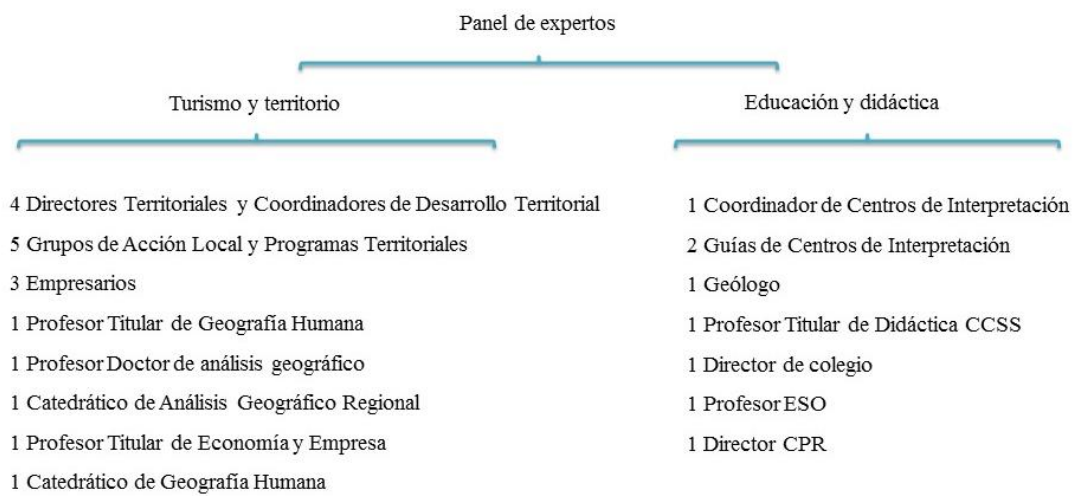 Panel de expertos
Turismo y territorio
4 Directores Territoriales y Coordinadores de Desarrollo Territorial
5 Grupos de Acción Local y Programas Territoriales
3 Empresarios
1 Profesor Titular de Geografía Humana
1 Profesor Doctor de análisis geográfico
1 Catedrático de Análisis Geográfico Regional
1 Profesor Titular de Economía y Empresa
1 Catedrático de Geografía Humana
Educación y didáctica
1 Coordinador de Centros de Interpretación
2 Guías de Centros de Interpretación
1 Geólogo
1 Profesor Titular de Didáctica CCSS
1 Director de colegio
1 Profesor ESO
1 Director CPR